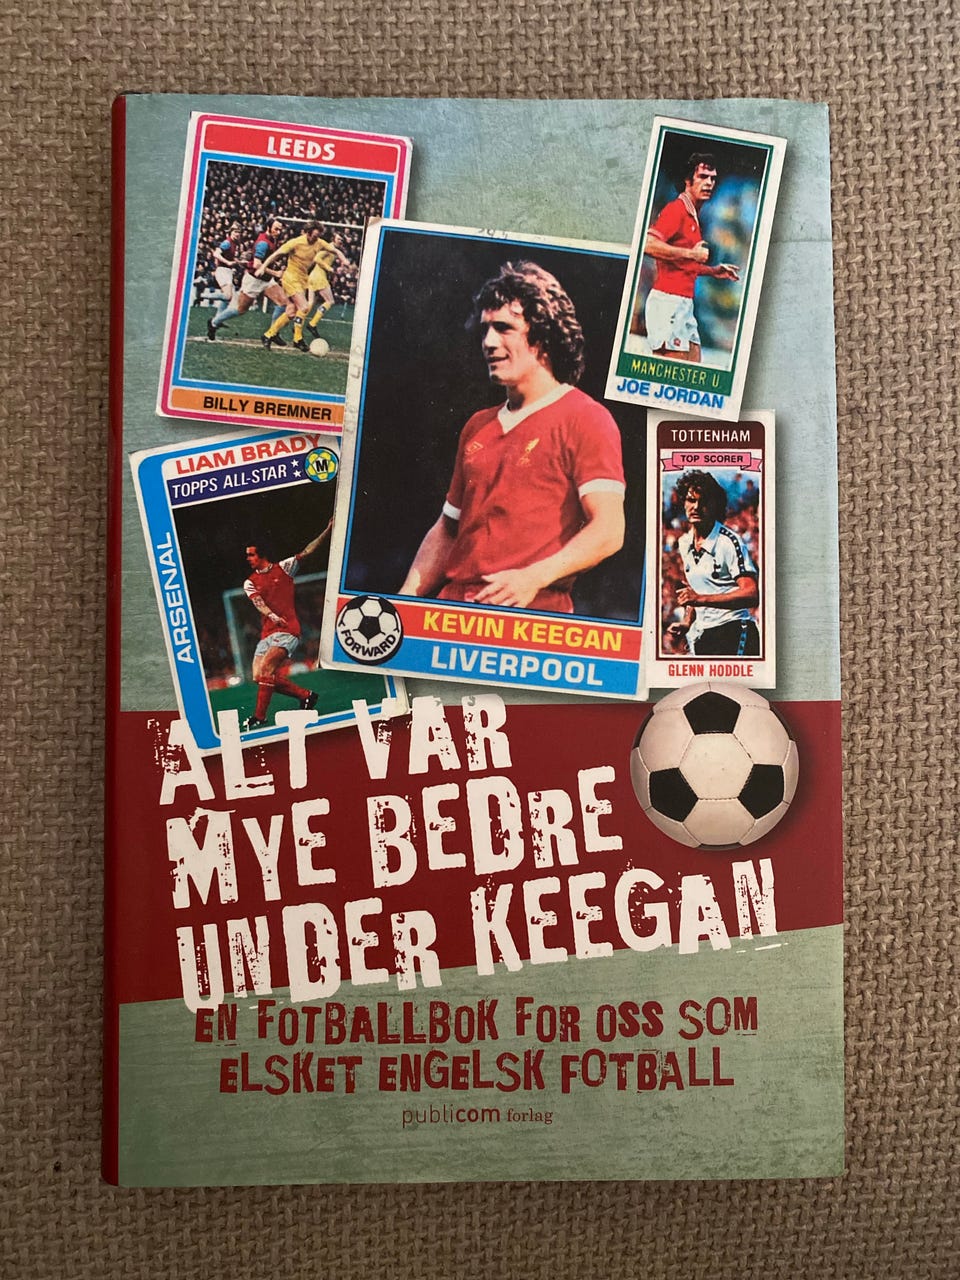 LEEDS
BILLY BREMNER
MANCHESTER U
JOE JORDAN
LIAM BRADY
TOPPS ALL-STAR M
ARSENAL
FORWARD
KEVIN KEEGAN
LIVERPOOL
TOTTENHAM
TOP SCORER
GLENN HODDLE
ALT VAR
MYE BEDRE
UNDER KEEGAN
EN FOTBALLBOK FOR OSS SOM
ELSKET ENGELSK FOTBALL
publicom forlag